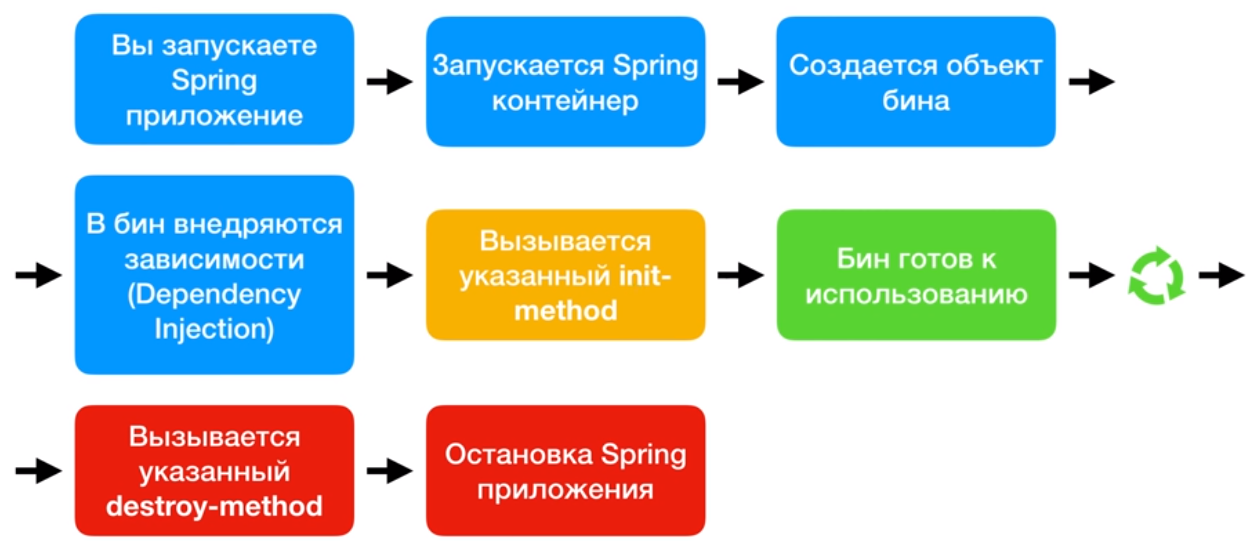 Вы запускаете
Spring
приложение
Запускается Spring
контейнер
Создается объект
бина
В бин внедряются
зависимости
(Dependency
Injection)
Вызывается
указанный init-
method
Бин готов к
использованию
Вызывается
указанный
destroy-method
Остановка Spring
приложения